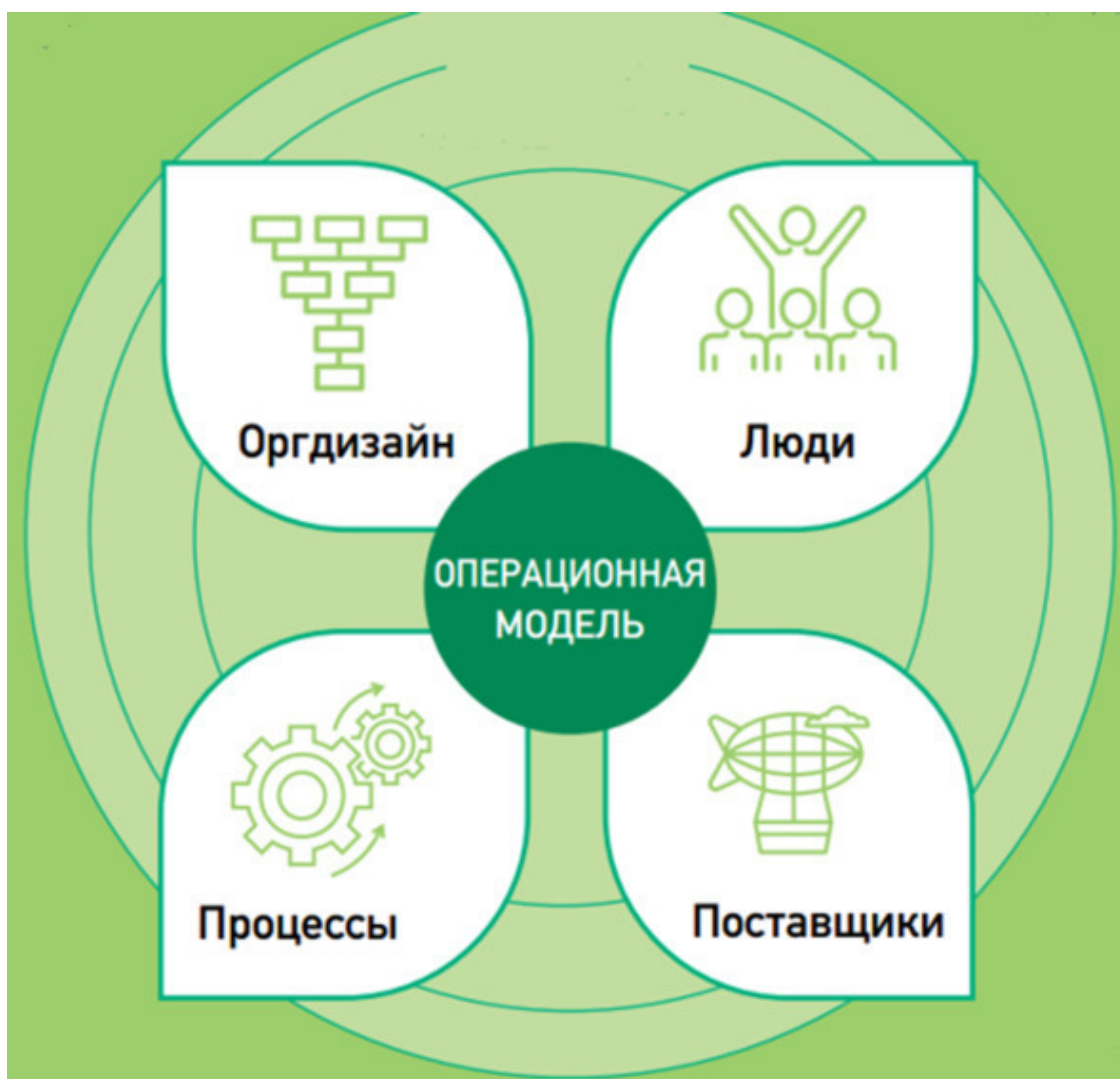 Оргдизайн
Люди
ОПЕРАЦИОННАЯ
МОДЕЛЬ
Процессы
Поставщики